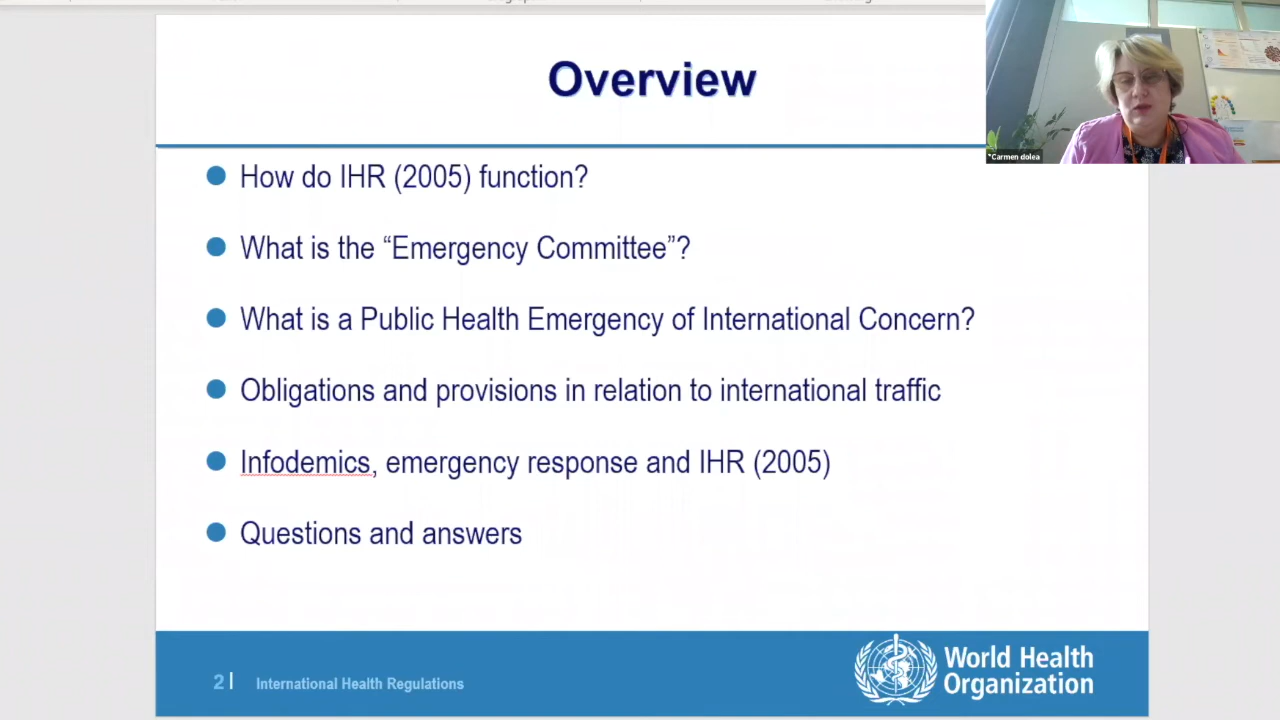 Overview
*Carmen dolea
How do IHR (2005) function?
What is the “Emergency Committee”?
What is a Public Health Emergency of International Concern?
Obligations and provisions in relation to international traffic
Infodemics, emergency response and IHR (2005)
Questions and answers
2 |
International Health Regulations
World Health
Organization